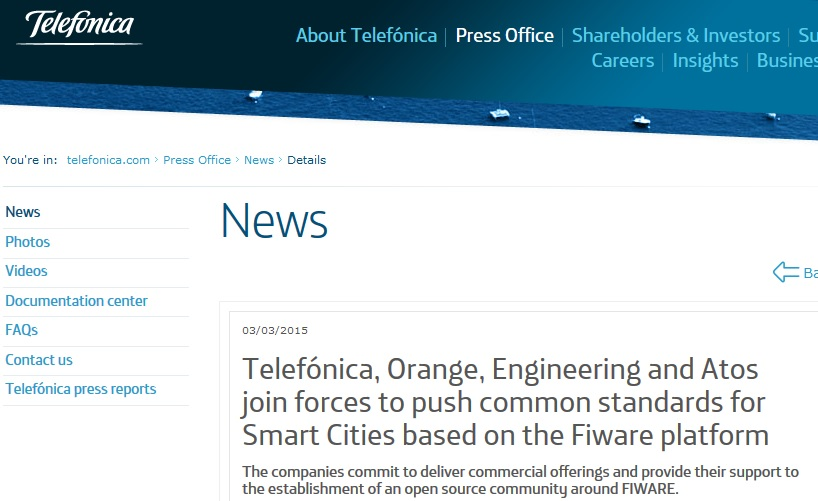 Telefónica
About Telefónica Press Office Shareholders & Investors Su
Careers Insights Busines
You're in: telefonica.com > Press Office > News > Details
News
Photos
Videos
Documentation center
FAQs
Contact us
Telefónica press reports
News
Ba
03/03/2015
Telefónica, Orange, Engineering and Atos
join forces to push common standards for
Smart Cities based on the Fiware platform
The companies commit to deliver commercial offerings and provide their support to
the establishment of an open source community around FIWARE.